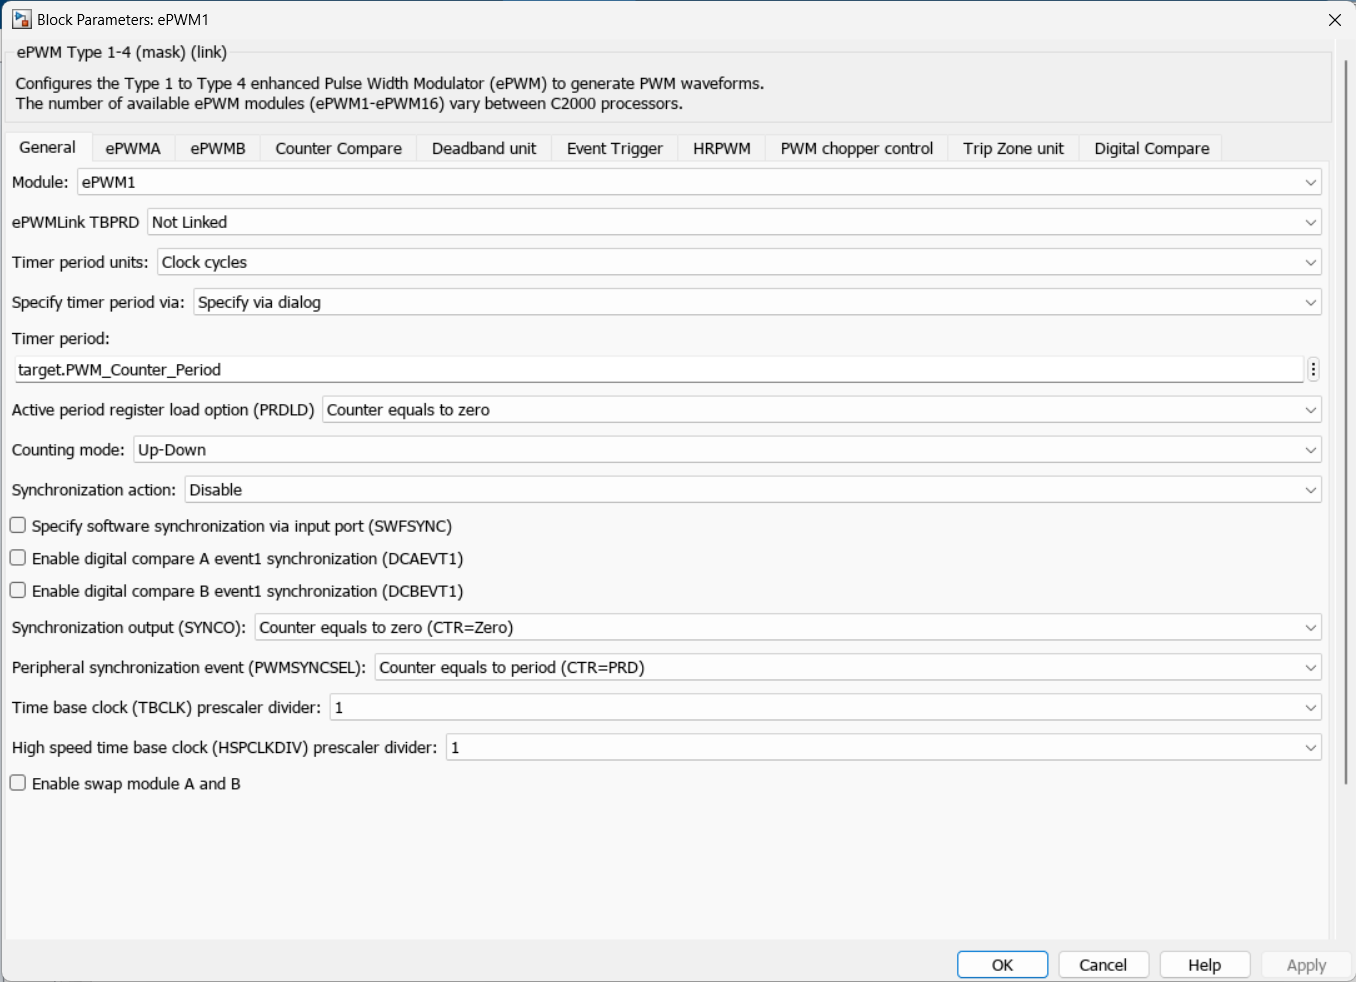 Block Parameters: ePWM1
ePWM Type 1-4 (mask) (link)
Configures the Type 1 to Type 4 enhanced Pulse Width Modulator (ePWM) to generate PWM waveforms.
The number of available ePWM modules (ePWM1-ePWM16) vary between C2000 processors.
General ePWMA ePWMB Counter Compare Deadband unit Event Trigger HRPWM PWM chopper control Trip Zone unit Digital Compare
Module: ePWM1
ePWMLink TBPRD Not Linked
Timer period units: Clock cycles
Specify timer period via: Specify via dialog
Timer period:
target.PWM_Counter_Period
Active period register load option (PRDLD) Counter equals to zero
Counting mode: Up-Down
Synchronization action: Disable
Specify software synchronization via input port (SWFSYNC)
Enable digital compare A event1 synchronization (DCAEVT1)
Enable digital compare B event1 synchronization (DCBEVT1)
Synchronization output (SYNCO): Counter equals to zero (CTR=Zero)
Peripheral synchronization event (PWMSYNCSEL): Counter equals to period (CTR=PRD)
Time base clock (TBCLK) prescaler divider: 1
High speed time base clock (HSPCLKDIV) prescaler divider: 1
Enable swap module A and B
OK Cancel Help Apply